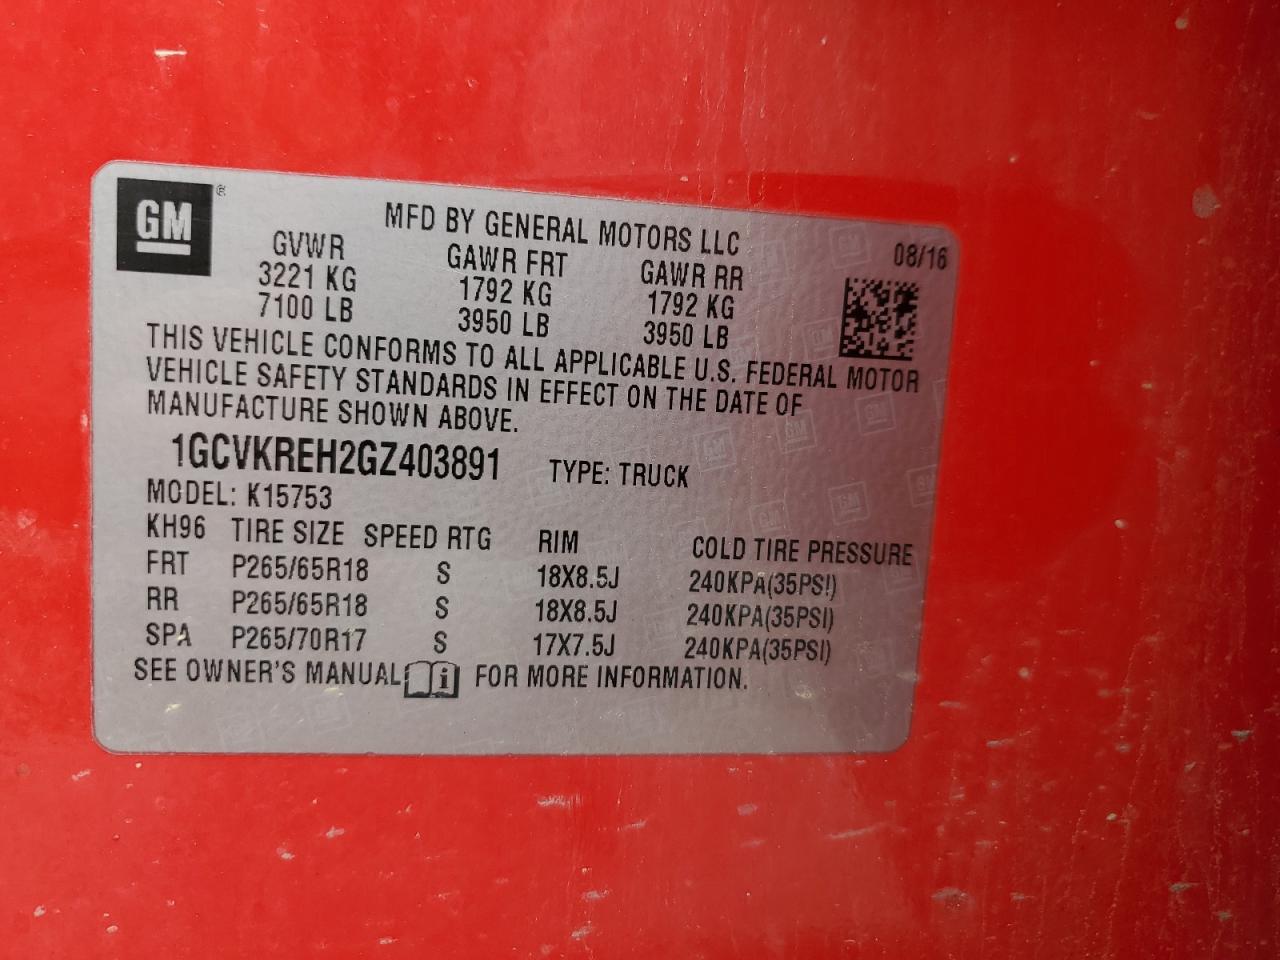 GM ®
MFD BY GENERAL MOTORS LLC
08/16
GVWR GAWR FRT GAWR RR
3221 KG 1792 KG 1792 KG
7100 LB 3950 LB 3950 LB
THIS VEHICLE CONFORMS TO ALL APPLICABLE U.S. FEDERAL MOTOR
VEHICLE SAFETY STANDARDS IN EFFECT ON THE DATE OF
MANUFACTURE SHOWN ABOVE.
1GCVKREH2GZ403891 TYPE: TRUCK
MODEL: K15753
KH96 TIRE SIZE SPEED RTG RIM COLD TIRE PRESSURE
FRT P265/65R18 S 18X8.5J 240KPA(35PSI)
RR P265/65R18 S 18X8.5J 240KPA(35PSI)
SPA P265/70R17 S 17X7.5J 240KPA(35PSI)
SEE OWNER'S MANUAL i FOR MORE INFORMATION.